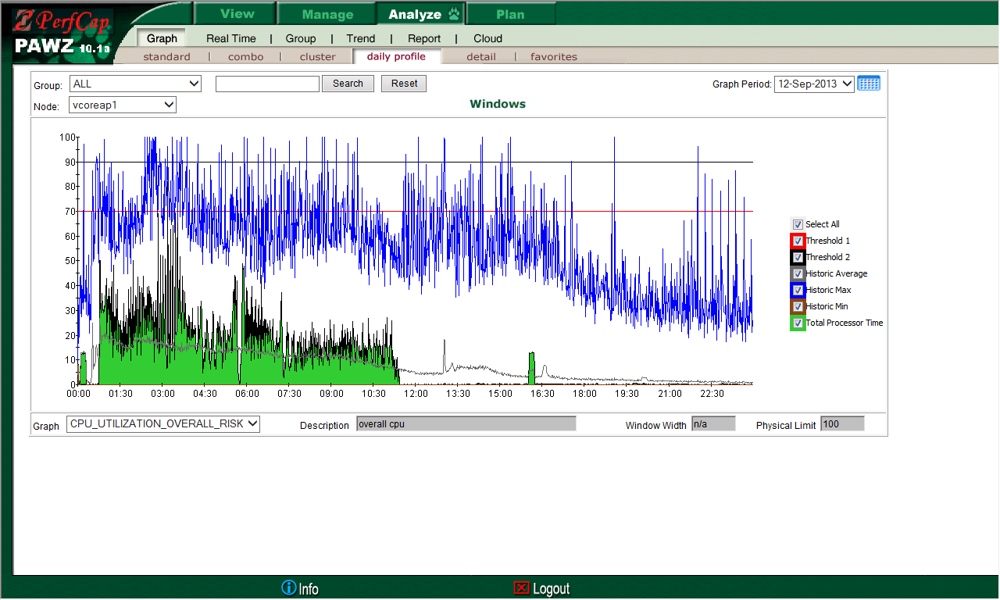 View Manage Analyze Plan
PerfCap
PAWZ 10.1a
Graph Real Time | Group | Trend | Report | Cloud
standard | combo | cluster daily profile detail | favorites
Group: ALL Search Reset Graph Period: 12-Sep-2013
Node: vcoreap1
Windows
100
90
80
70
60
50
40
30
20
10
0
00:00 01:30 03:00 04:30 06:00 07:30 09:00 10:30 12:00 13:30 15:00 16:30 18:00 19:30 21:00 22:30
Select All
Threshold 1
Threshold 2
Historic Average
Historic Max
Historic Min
Total Processor Time
Graph CPU_UTILIZATION_OVERALL_RISK Description overall cpu Window Width n/a Physical Limit 100
Info Logout